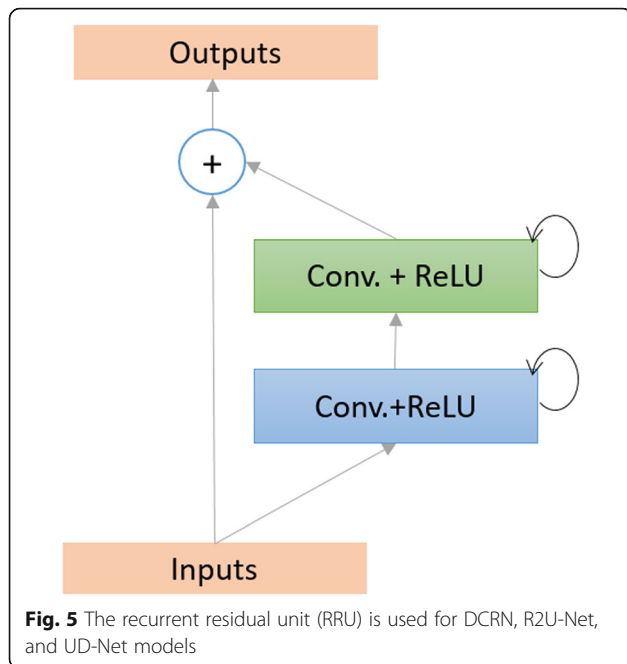 Outputs
+
Conv. + ReLU
Conv.+ReLU
Inputs
Fig. 5 The recurrent residual unit (RRU) is used for DCRN, R2U-Net,
and UD-Net models